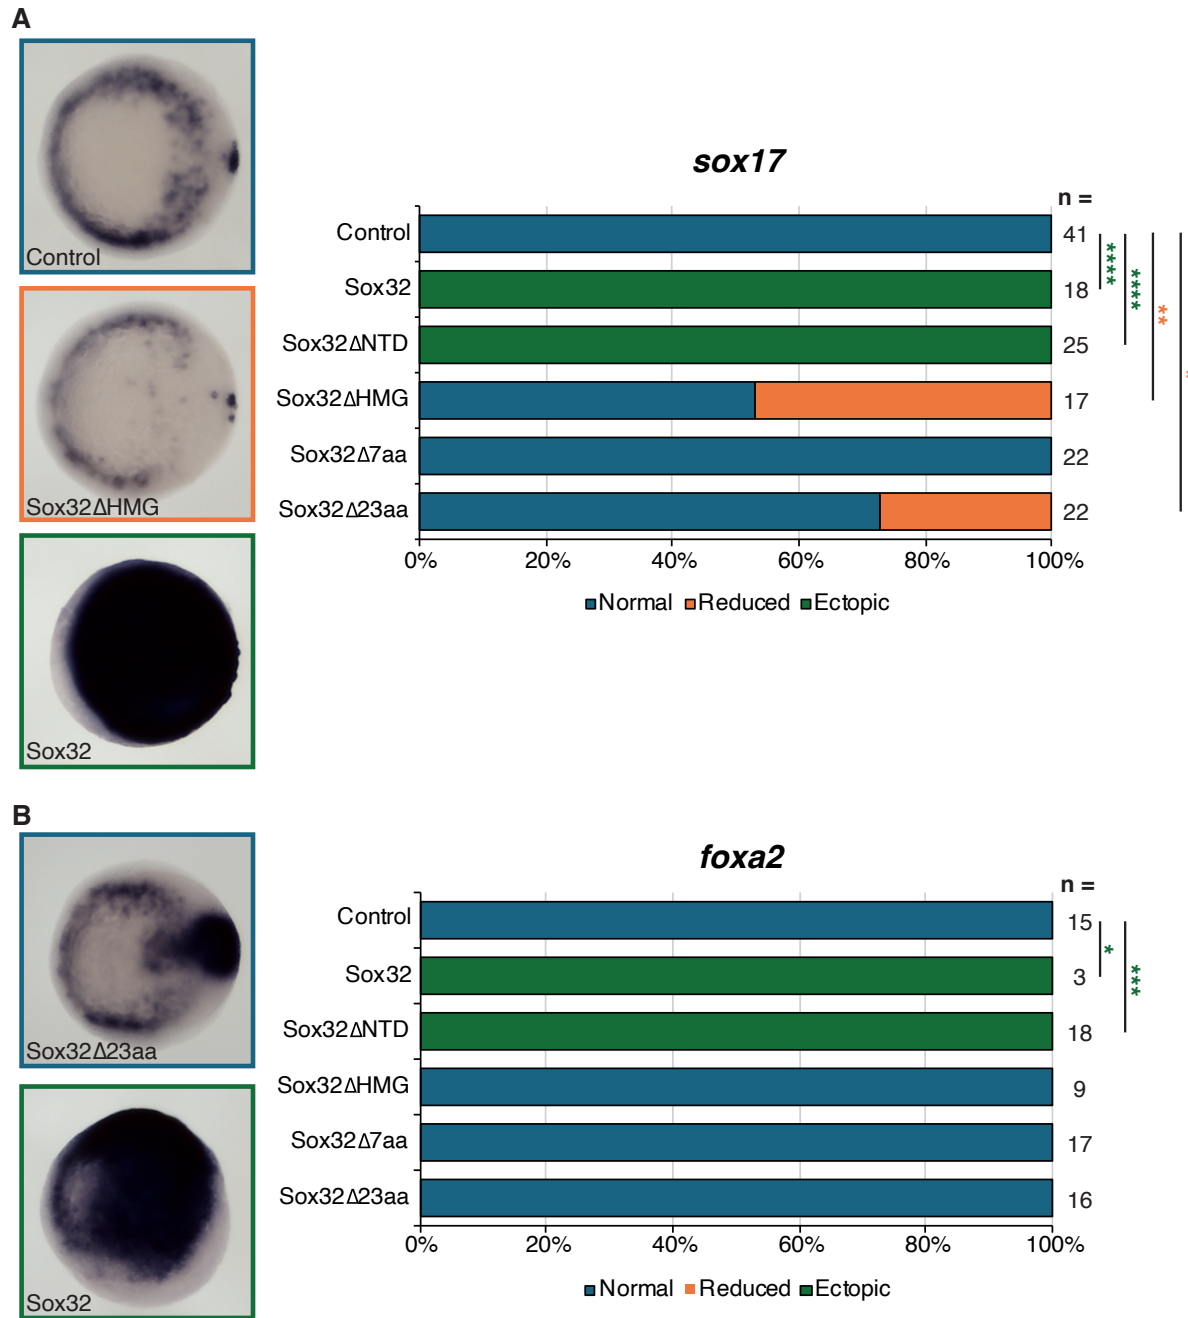 A
Control
Sox32ΔHMG
Sox32
sox17
n =
Control
41
Sox32
18
Sox32ΔNTD
25
Sox32ΔHMG
17
Sox32Δ7aa
22
Sox32Δ23aa
22
****
****
**
*
0% 20% 40% 60% 80% 100%
Normal Reduced Ectopic
B
Sox32Δ23aa
Sox32
foxa2
n =
Control
15
Sox32
3
Sox32ΔNTD
18
Sox32ΔHMG
9
Sox32Δ7aa
17
Sox32Δ23aa
16
*
***
0% 20% 40% 60% 80% 100%
Normal Reduced Ectopic